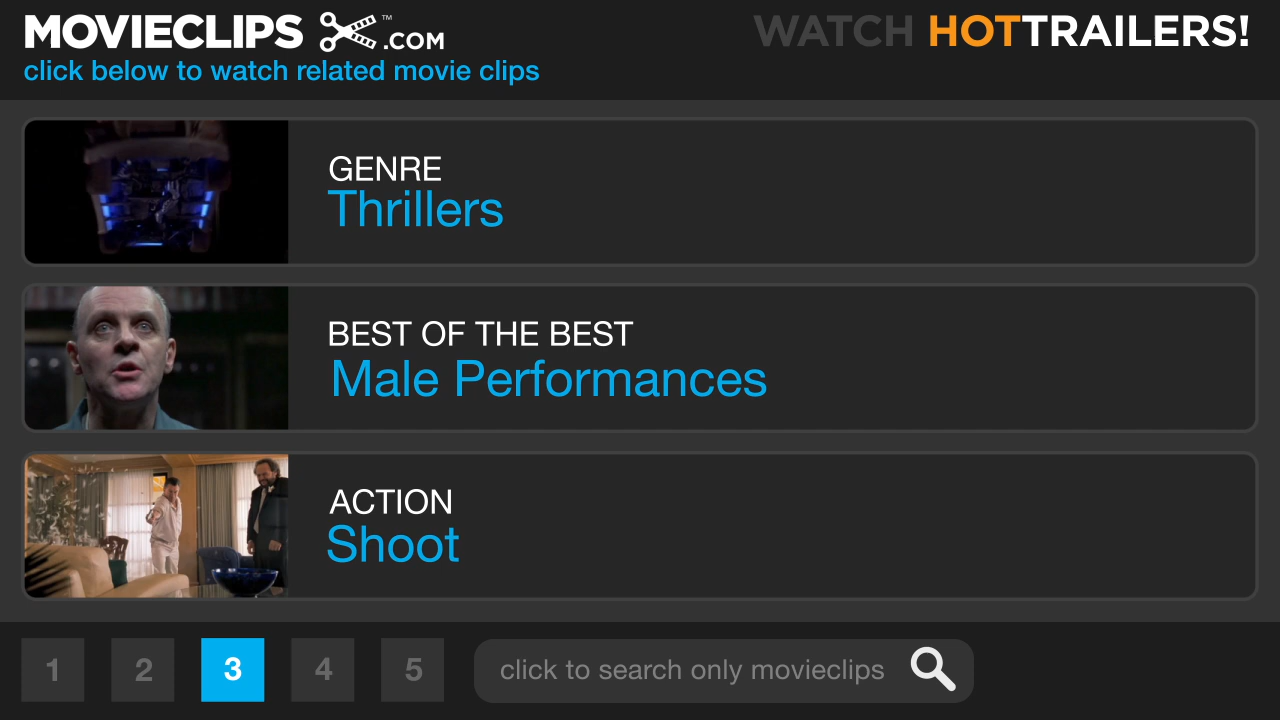 MOVIECLIPS ™ .COM
WATCH HOTTRAILERS!
click below to watch related movie clips
GENRE
Thrillers
BEST OF THE BEST
Male Performances
ACTION
Shoot
1 2 3 4 5 click to search only movieclips